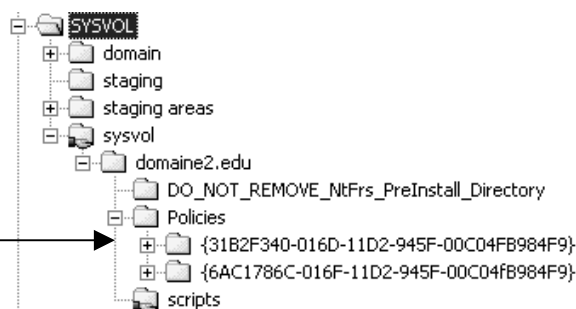 SYSVOL
domain
staging
staging areas
sysvol
domaine2.edu
DO_NOT_REMOVE_NtFrs_PreInstall_Directory
Policies
{31B2F340-016D-11D2-945F-00C04FB984F9}
{6AC1786C-016F-11D2-945F-00C04fB984F9}
scripts